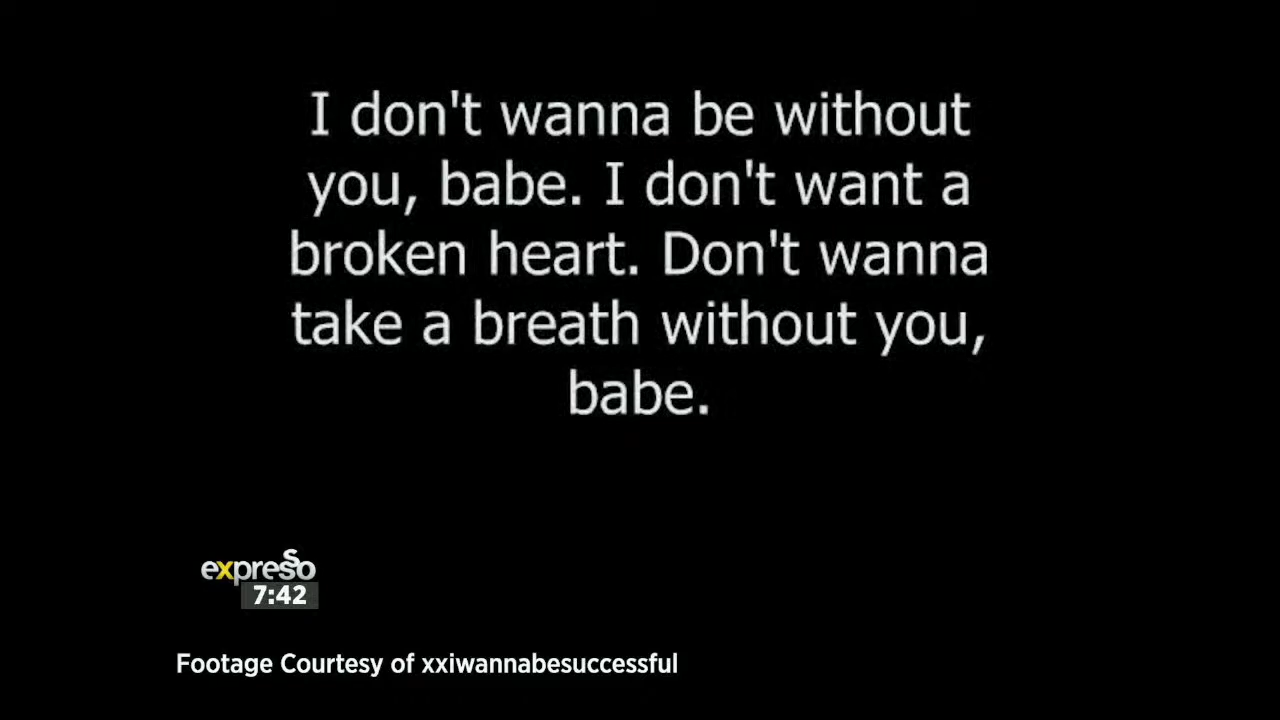 I don't wanna be without
you, babe. I don't want a
broken heart. Don't wanna
take a breath without you,
babe.
expresso
7:42
Footage Courtesy of xxiwannabesuccessful